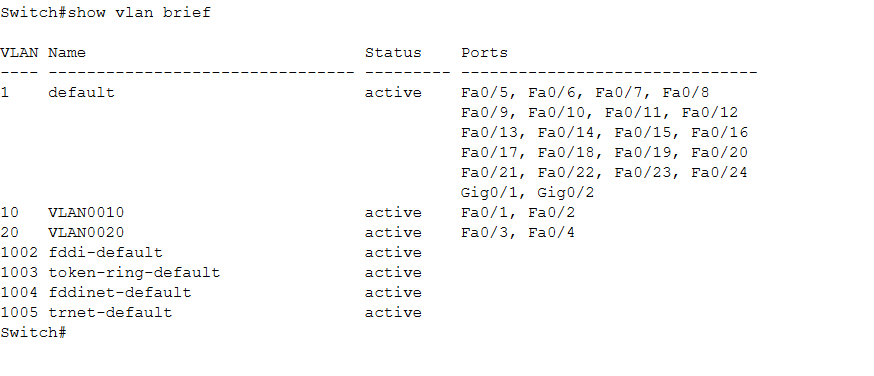 Switch#show vlan brief
VLAN Name                             Status    Ports
---- -------------------------------- --------- -------------------------------
1    default                          active    Fa0/5, Fa0/6, Fa0/7, Fa0/8
                                                Fa0/9, Fa0/10, Fa0/11, Fa0/12
                                                Fa0/13, Fa0/14, Fa0/15, Fa0/16
                                                Fa0/17, Fa0/18, Fa0/19, Fa0/20
                                                Fa0/21, Fa0/22, Fa0/23, Fa0/24
                                                Gig0/1, Gig0/2
10   VLAN0010                         active    Fa0/1, Fa0/2
20   VLAN0020                         active    Fa0/3, Fa0/4
1002 fddi-default                     active
1003 token-ring-default               active
1004 fddinet-default                  active
1005 trnet-default                    active
Switch#